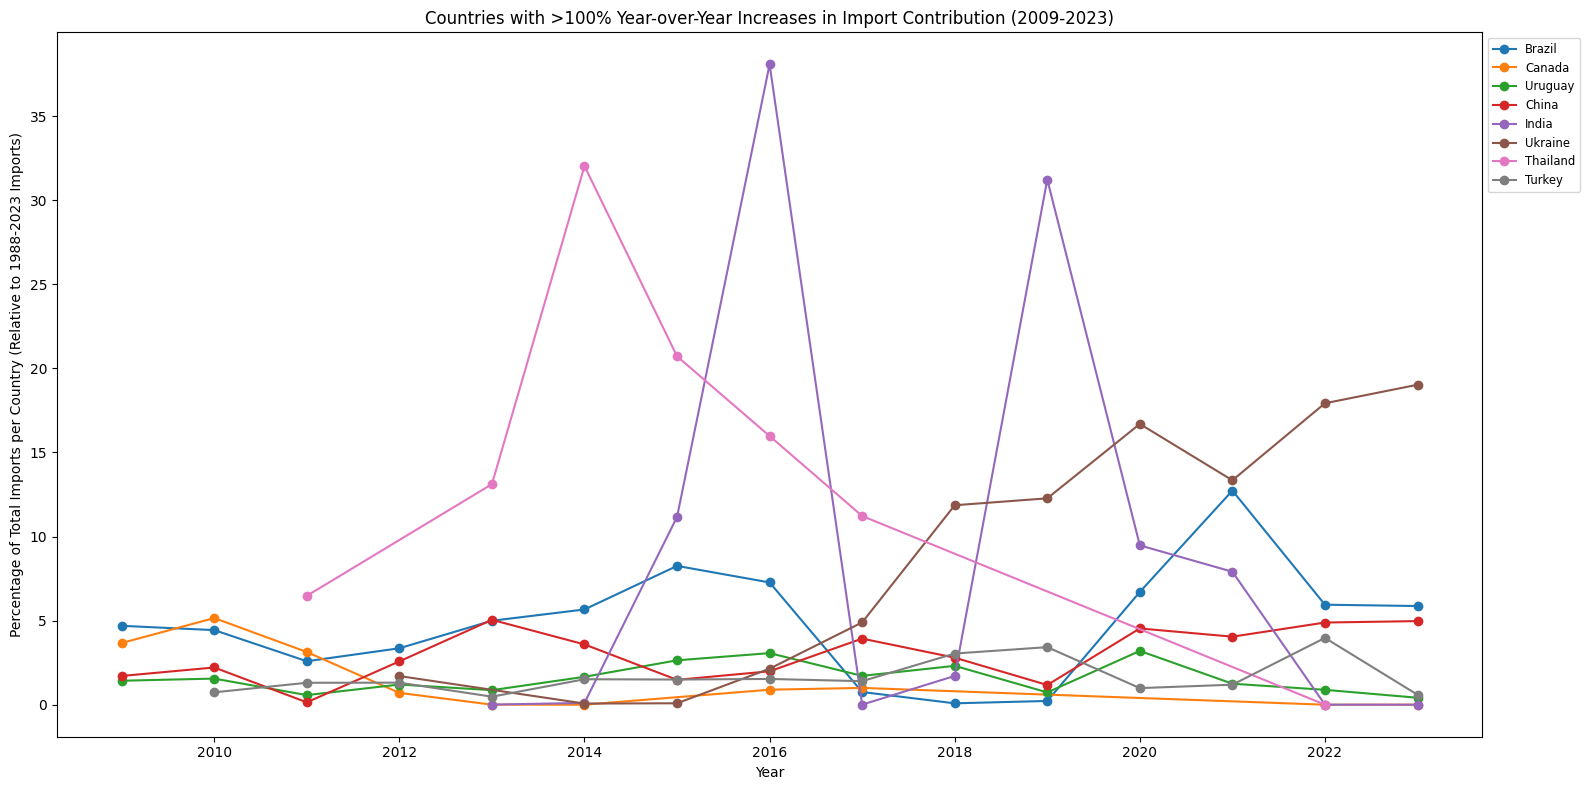 Countries with >100% Year-over-Year Increases in Import Contribution (2009-2023)
Percentage of Total Imports per Country (Relative to 1988-2023 Imports)
35
30
25
20
15
10
5
0
2010
2012
2014
2016
2018
2020
2022
Year
Brazil
Canada
Uruguay
China
India
Ukraine
Thailand
Turkey